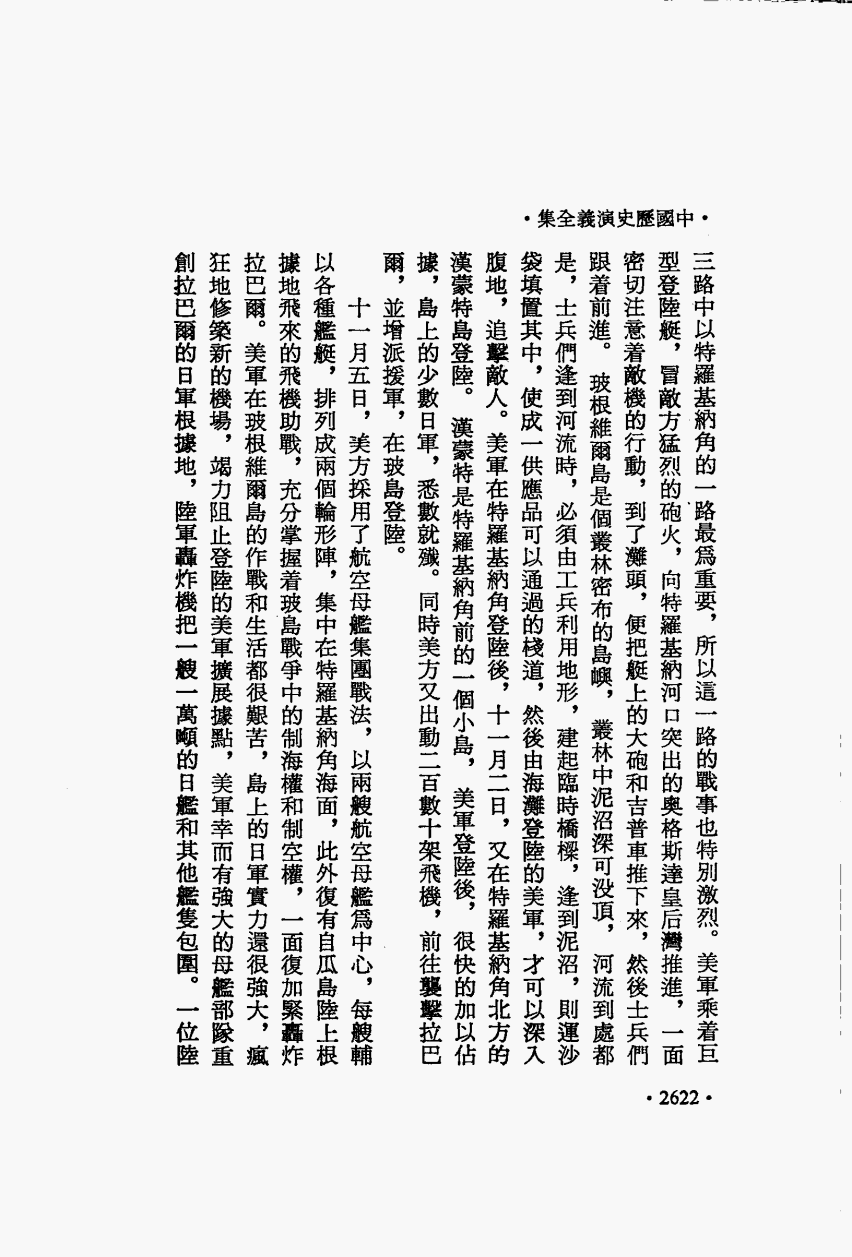 •中國歷史演義全集•
三路中以特羅基納角的一路最爲重要，所以這一路的戰事也特別激烈。美軍乘着巨
型登陸艇，冒敵方猛烈的砲火，向特羅基納河口突出的奧格斯達皇后灣推進，一面
密切注意着敵機的行動，到了灘頭，便把艇上的大砲和吉普車推下來，然後士兵們
跟着前進。玻根維爾島是個叢林密布的島嶼，叢林中泥沼深可沒頂，河流到處都
是，士兵們逢到河流時，必須由工兵利用地形，建起臨時橋樑，逢到泥沼，則運沙
袋填置其中，使成一供應品可以通過的棧道，然後由海灘登陸的美軍，才可以深入
腹地，追擊敵人。美軍在特羅基納角登陸後，十一月二日，又在特羅基納角北方的
漢蒙特島登陸。漢蒙特是特羅基納角前的一個小島，美軍登陸後，很快的加以佔
據，島上的少數日軍，悉數就殲。同時美方又出動二百數十架飛機，前往襲擊拉巴
爾，並增派援軍，在玻島登陸。
十一月五日，美方採用了航空母艦集團戰法，以兩艘航空母艦爲中心，每艘輔
以各種艦艇，排列成兩個輪形陣，集中在特羅基納角海面，此外復有自瓜島陸上根
據地飛來的飛機助戰，充分掌握着玻島戰爭中的制海權和制空權，一面復加緊轟炸
拉巴爾。美軍在玻根維爾島的作戰和生活都很艱苦，島上的日軍實力還很強大，瘋
狂地修築新的機場，竭力阻止登陸的美軍擴展據點，美軍幸而有強大的母艦部隊重
創拉巴爾的日軍根據地，陸軍轟炸機把一艘一萬噸的日艦和其他艦隻包圍。一位陸
•2622•